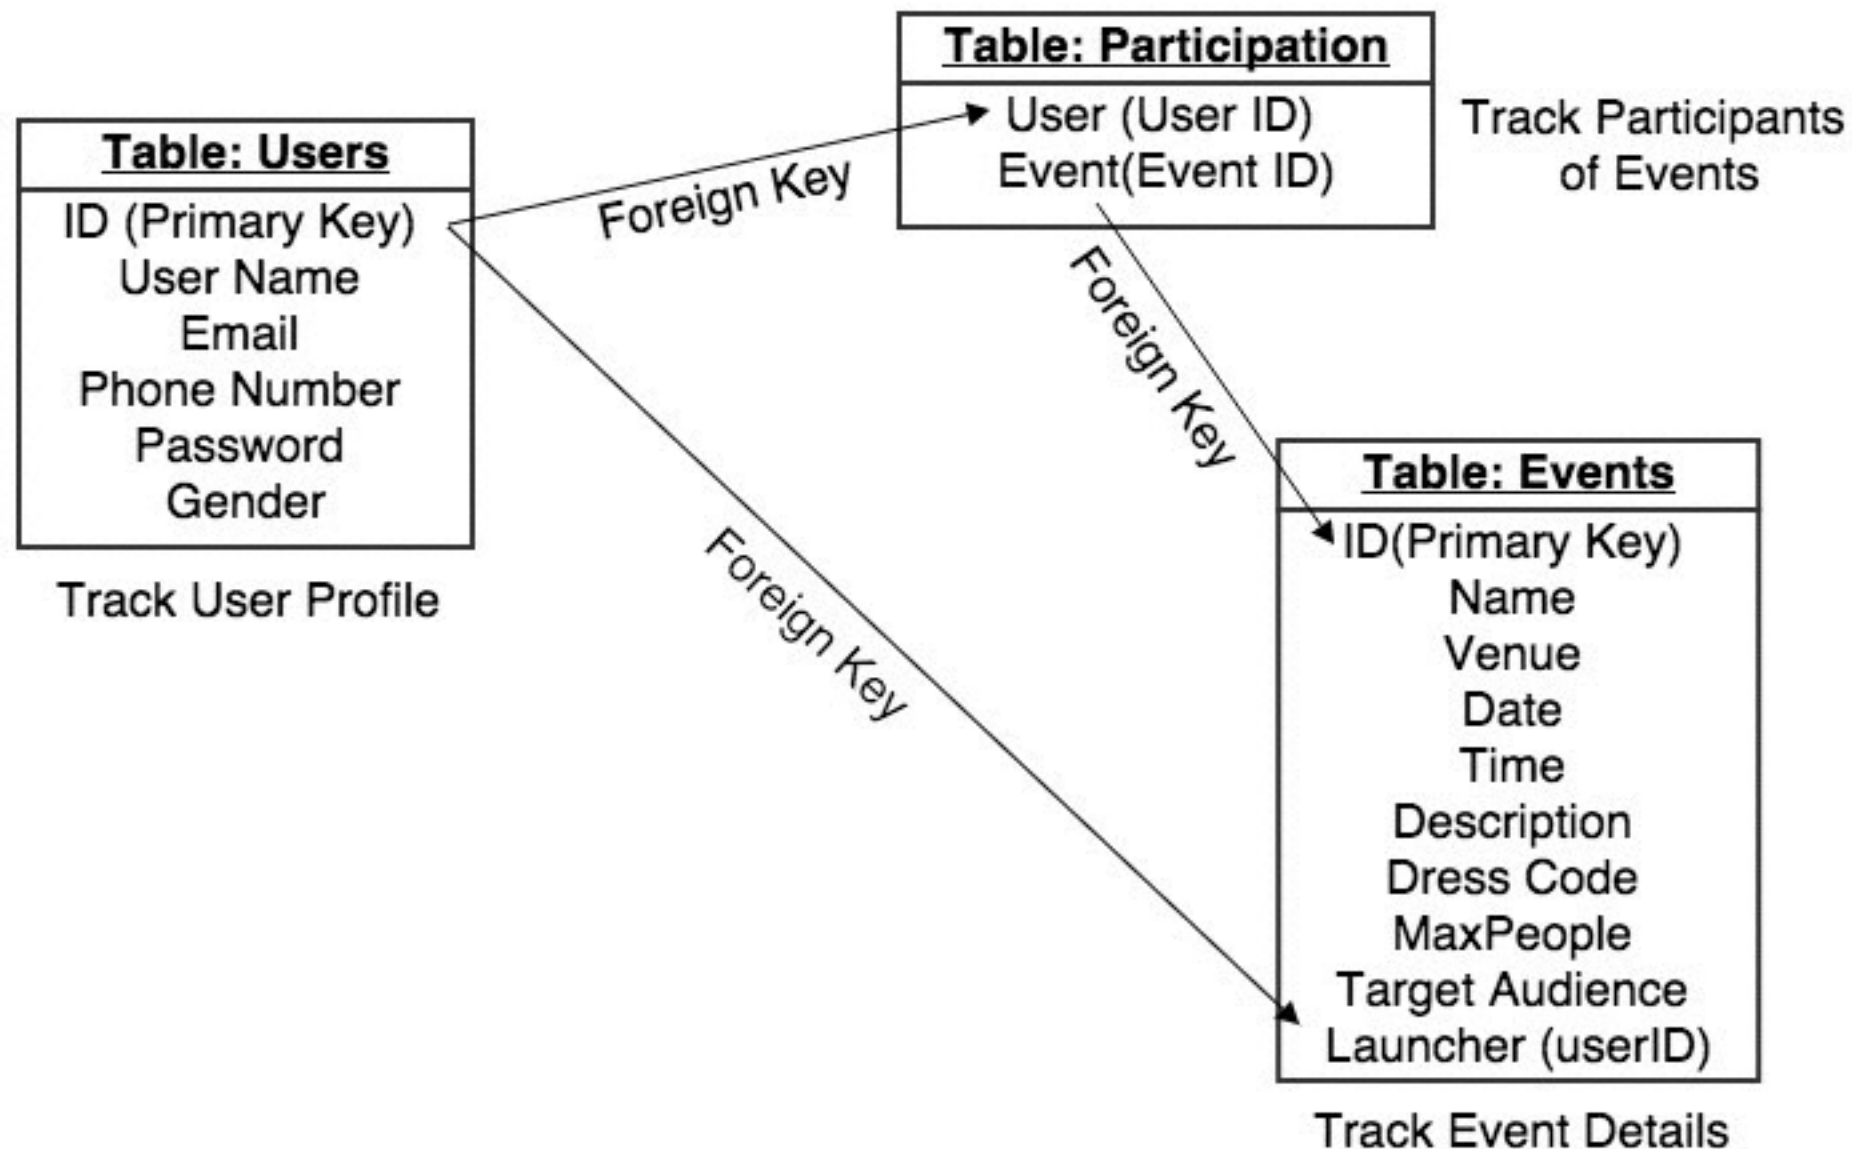 Table: Participation
User (User ID)
Event(Event ID)
Track Participants
of Events
Table: Users
ID (Primary Key)
User Name
Email
Phone Number
Password
Gender
Track User Profile
Foreign Key
Foreign Key
Foreign Key
Table: Events
ID(Primary Key)
Name
Venue
Date
Time
Description
Dress Code
MaxPeople
Target Audience
Launcher (userID)
Track Event Details